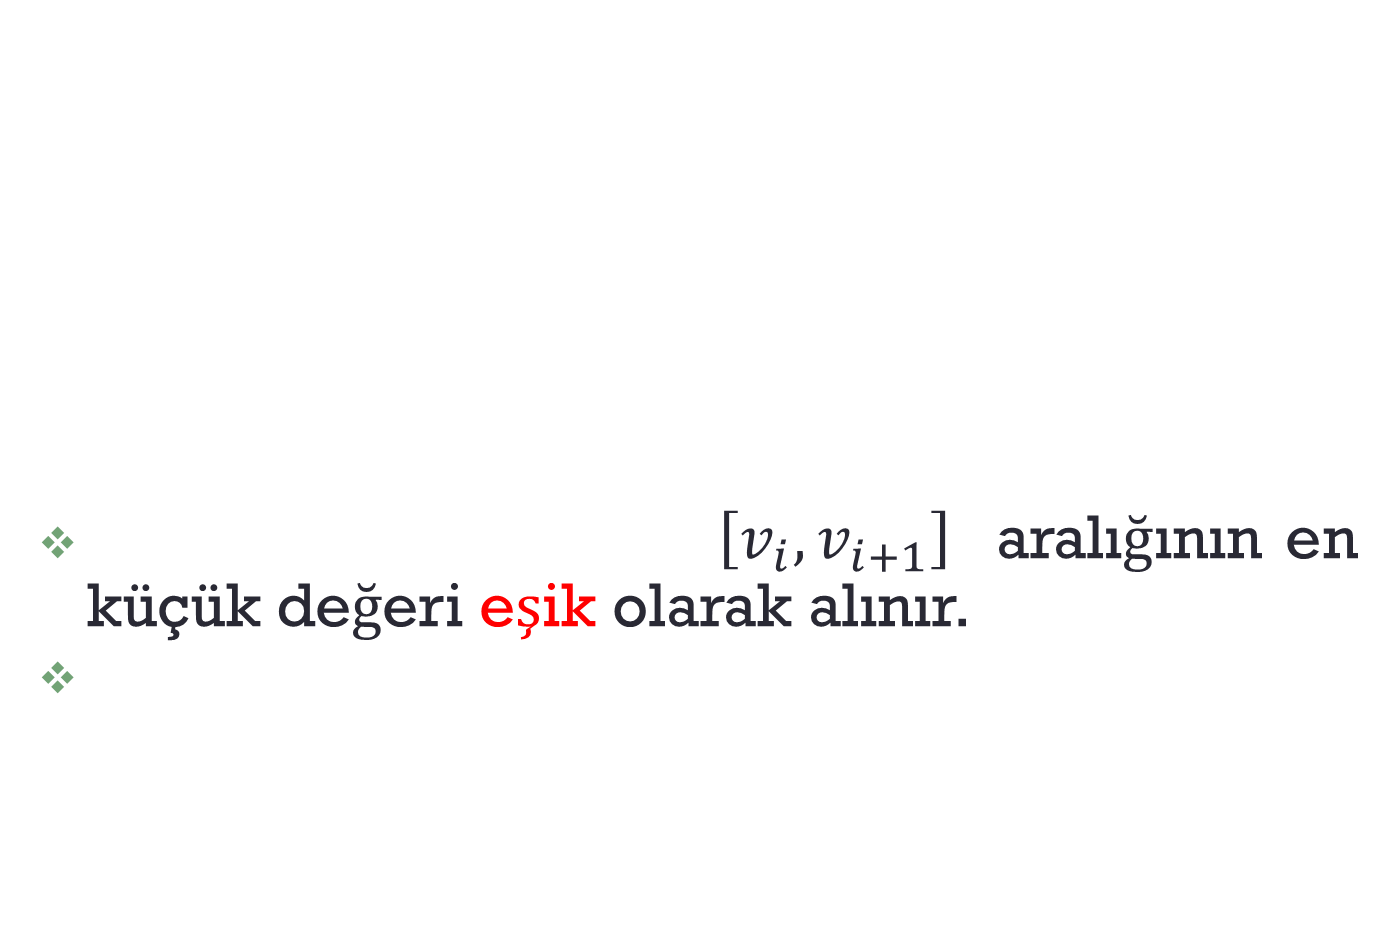 ❖ [𝑣𝑖, 𝑣𝑖+1] aralığının en
küçük değeri eşik olarak alınır.
❖